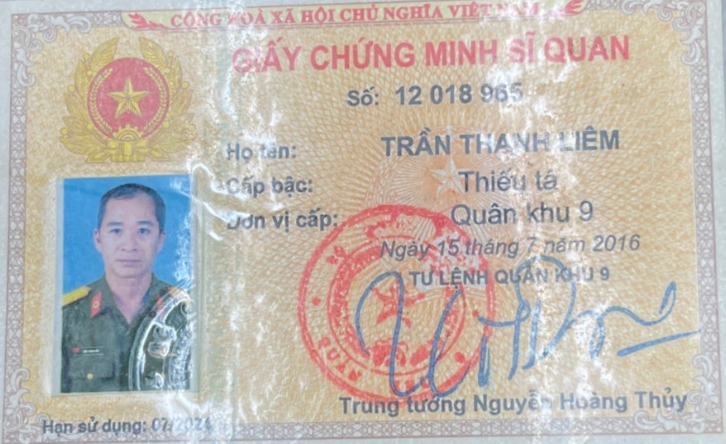 CỘNG HOÀ XÃ HỘI CHỦ NGHĨA VIỆT NAM
GIẤY CHỨNG MINH SĨ QUAN
Số: 12 018 965
Họ tên: TRẦN THANH LIÊM
Cấp bậc: Thiếu tá
Đơn vị cấp: Quân khu 9
Ngày 15 tháng 7 năm 2016
TƯ LỆNH QUÂN KHU 9
Trung tướng Nguyễn Hoàng Thủy
Hạn sử dụng: 07/2024